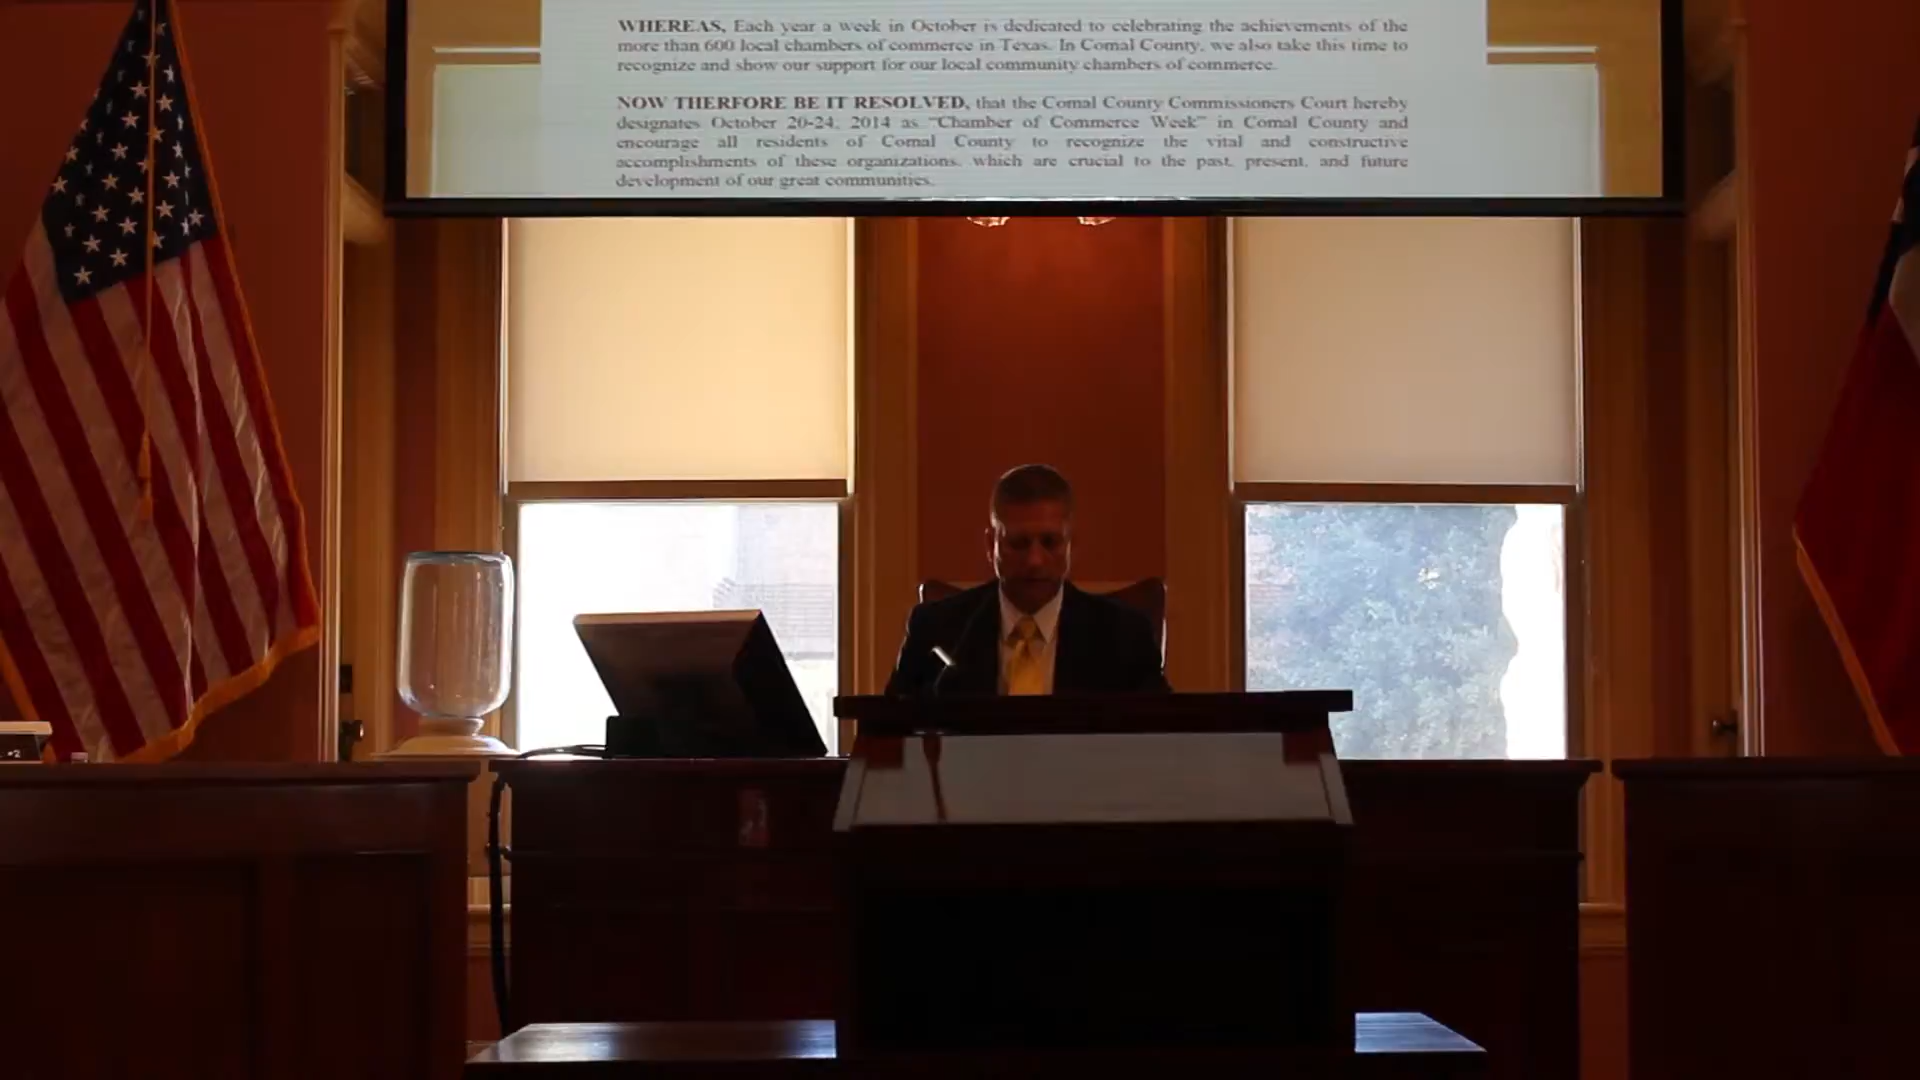 WHEREAS, Each year a week in October is dedicated to celebrating the achievements of the
more than 600 local chambers of commerce in Texas. In Comal County, we also take this time to
recognize and show our support for our local community chambers of commerce.
NOW THERFORE BE IT RESOLVED, that the Comal County Commissioners Court hereby
designates October 20-24, 2014 as "Chamber of Commerce Week" in Comal County and
encourage all residents of Comal County to recognize the vital and constructive
accomplishments of these organizations, which are crucial to the past, present, and future
development of our great communities.
#2